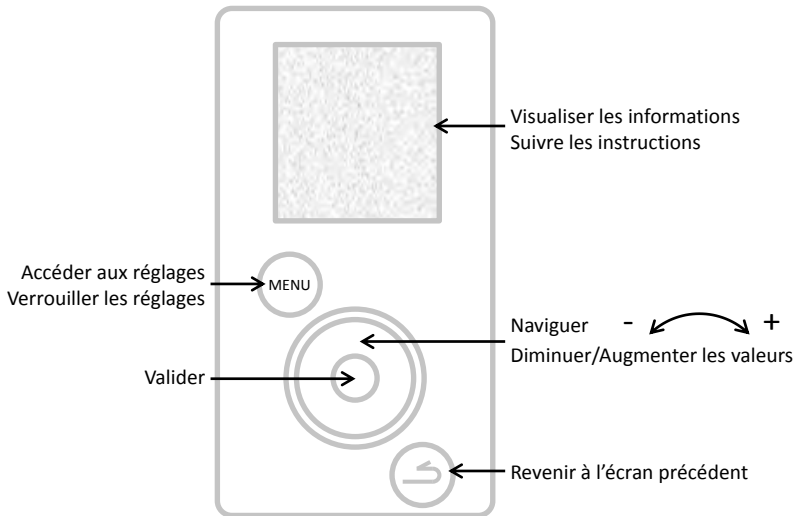 Visualiser les informations
Suivre les instructions
Accéder aux réglages
Verrouiller les réglages
MENU
Naviguer - +
Diminuer/Augmenter les valeurs
Valider
Revenir à l'écran précédent